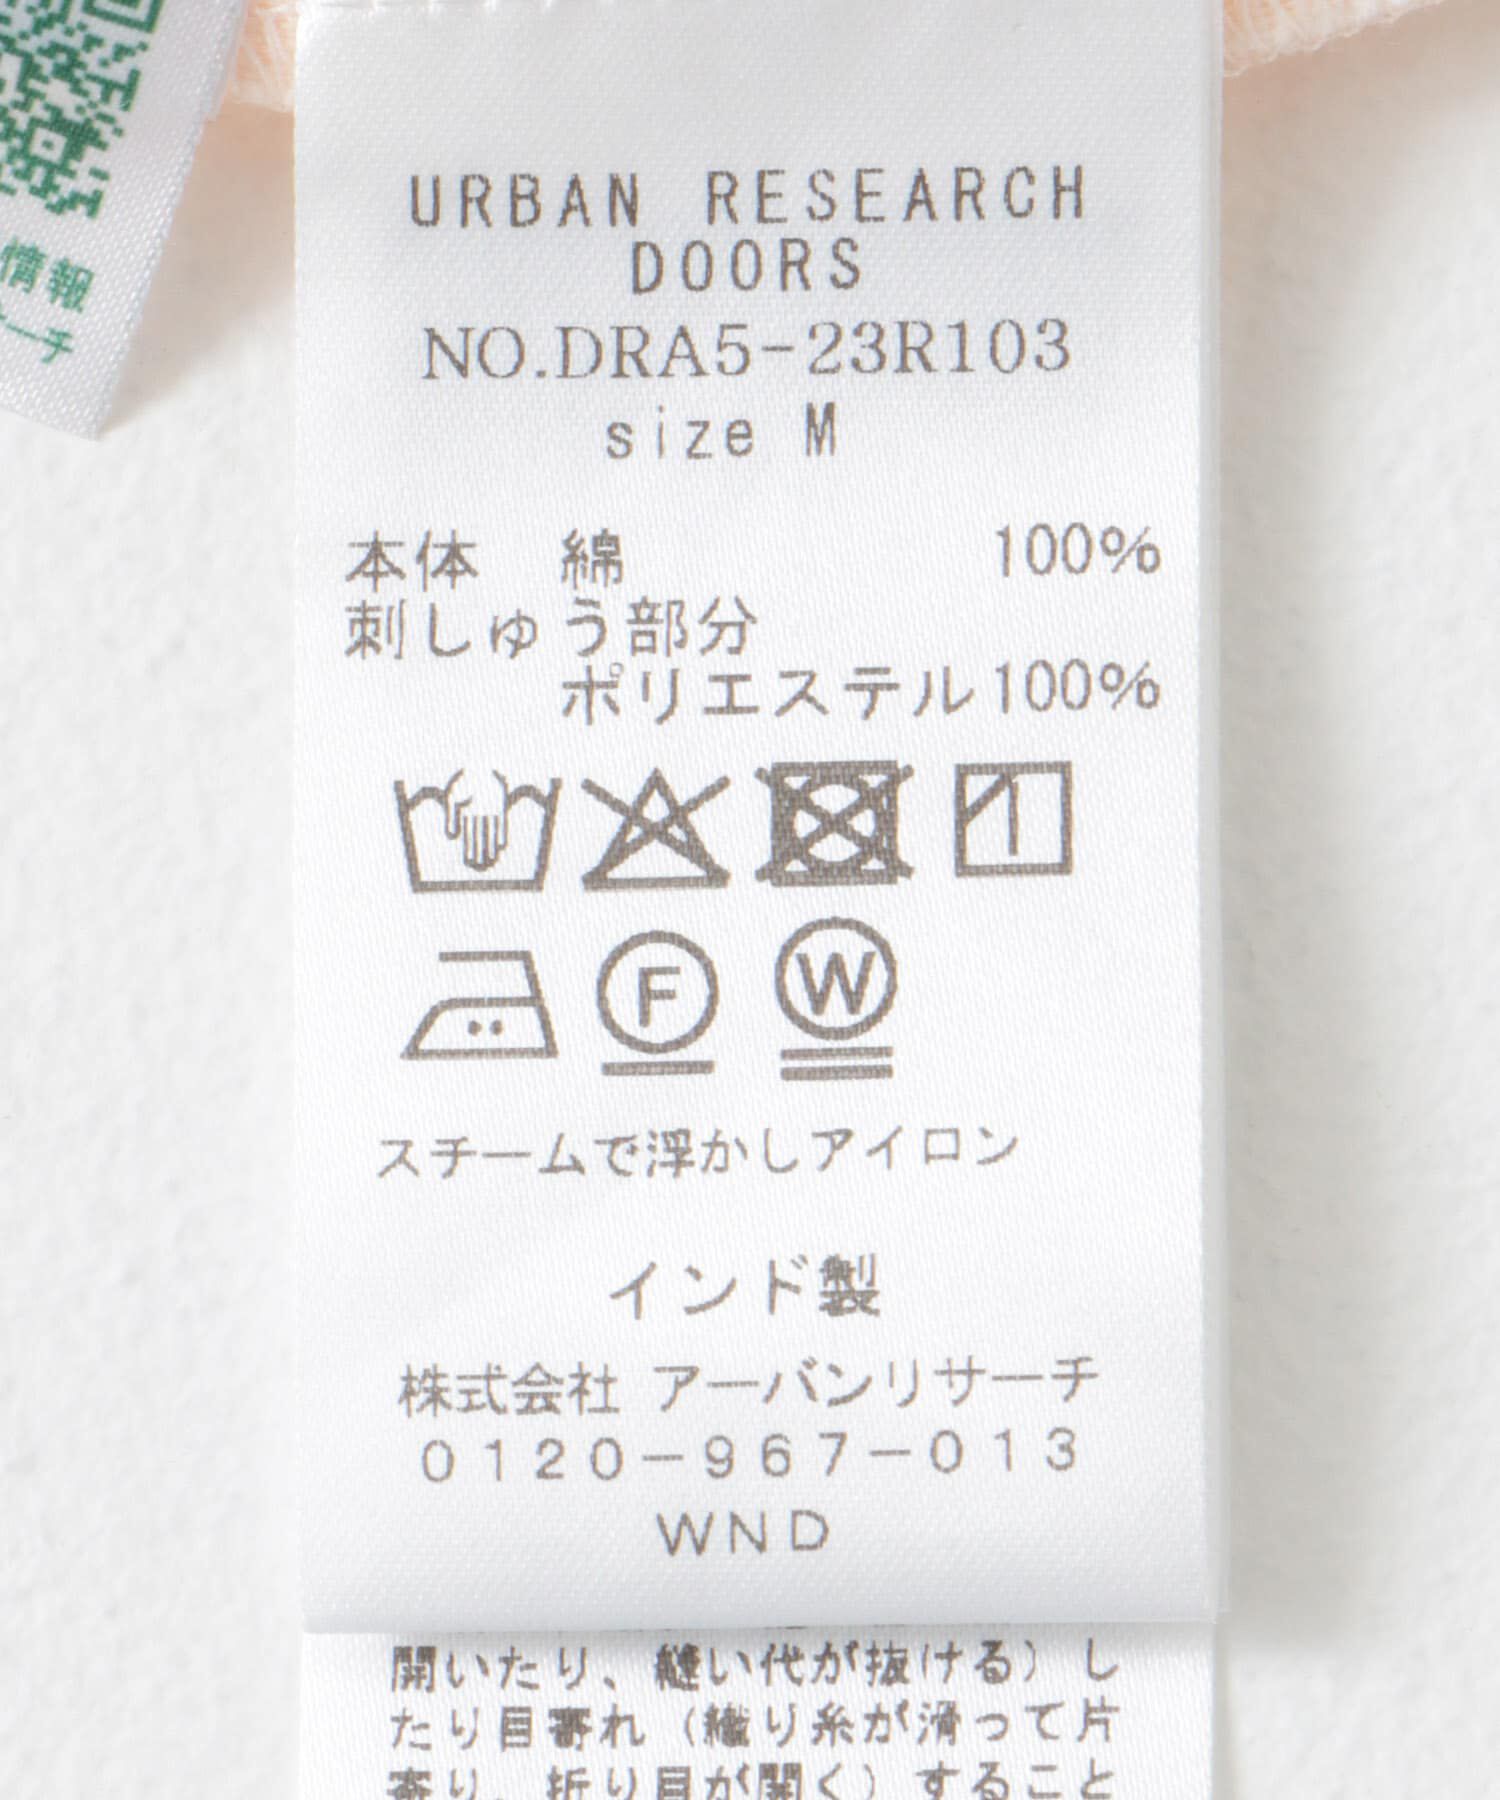 情報
ーチ
URBAN RESEARCH
DOORS
NO.DRA5-23R103
size M
本体 綿 100%
刺しゅう部分
ポリエステル100%
F W
スチームで浮かしアイロン
インド製
株式会社 アーバンリサーチ
0120-967-013
WND
開いたり、縫い代が抜ける）し
たり目寄れ（織り糸が滑って片
寄り、折り目が開く）すること